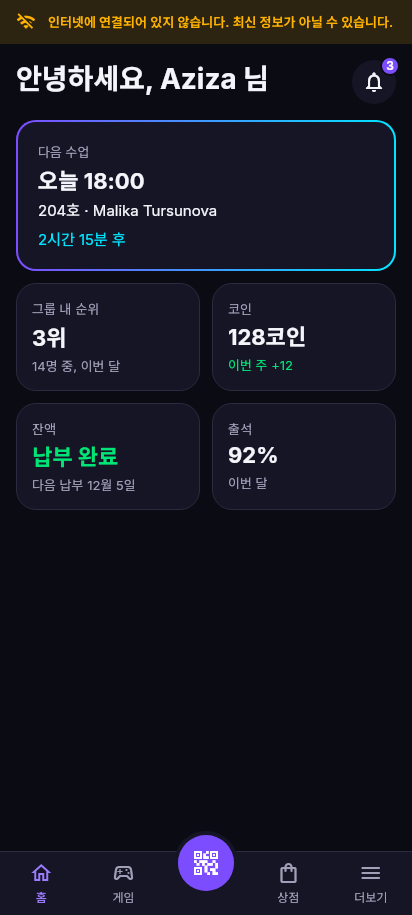 인터넷에 연결되어 있지 않습니다. 최신 정보가 아닐 수 있습니다.
안녕하세요, Aziza 님
3
다음 수업
오늘 18:00
204호 · Malika Tursunova
2시간 15분 후
그룹 내 순위
3위
14명 중, 이번 달
코인
128코인
이번 주 +12
잔액
납부 완료
다음 납부 12월 5일
출석
92%
이번 달
홈
게임
상점
더보기